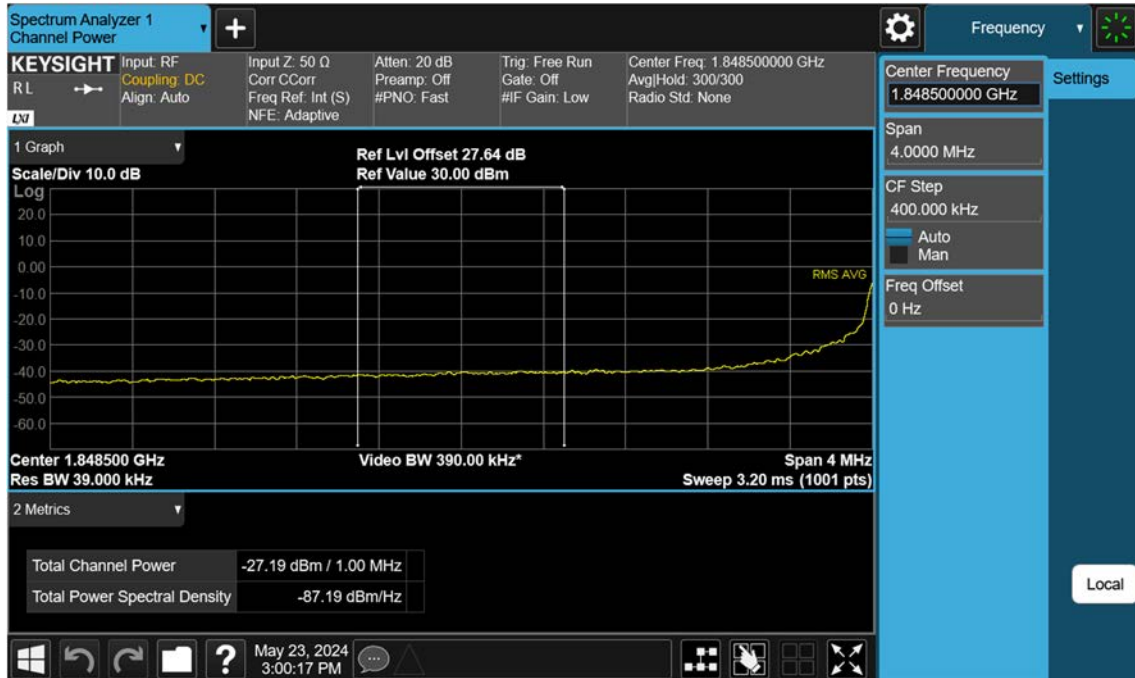 Spectrum Analyzer 1
Channel Power
Frequency
KEYSIGHT
R L
LXI
Input: RF
Coupling: DC
Align: Auto
Input Z: 50 Ω
Corr CCorr
Freq Ref: Int (S)
NFE: Adaptive
Atten: 20 dB
Preamp: Off
#PNO: Fast
Trig: Free Run
Gate: Off
#IF Gain: Low
Center Freq: 1.848500000 GHz
Avg|Hold: 300/300
Radio Std: None
Center Frequency
1.848500000 GHz
Settings
Span
4.0000 MHz
CF Step
400.000 kHz
Auto
Man
Freq Offset
0 Hz
Local
1 Graph
Scale/Div 10.0 dB
Ref Lvl Offset 27.64 dB
Ref Value 30.00 dBm
Log
20.0
10.0
0.00
-10.0
-20.0
-30.0
-40.0
-50.0
-60.0
RMS AVG
Center 1.848500 GHz
Res BW 39.000 kHz
Video BW 390.00 kHz*
Span 4 MHz
Sweep 3.20 ms (1001 pts)
2 Metrics
Total Channel Power -27.19 dBm / 1.00 MHz
Total Power Spectral Density -87.19 dBm/Hz
?
May 23, 2024
3:00:17 PM